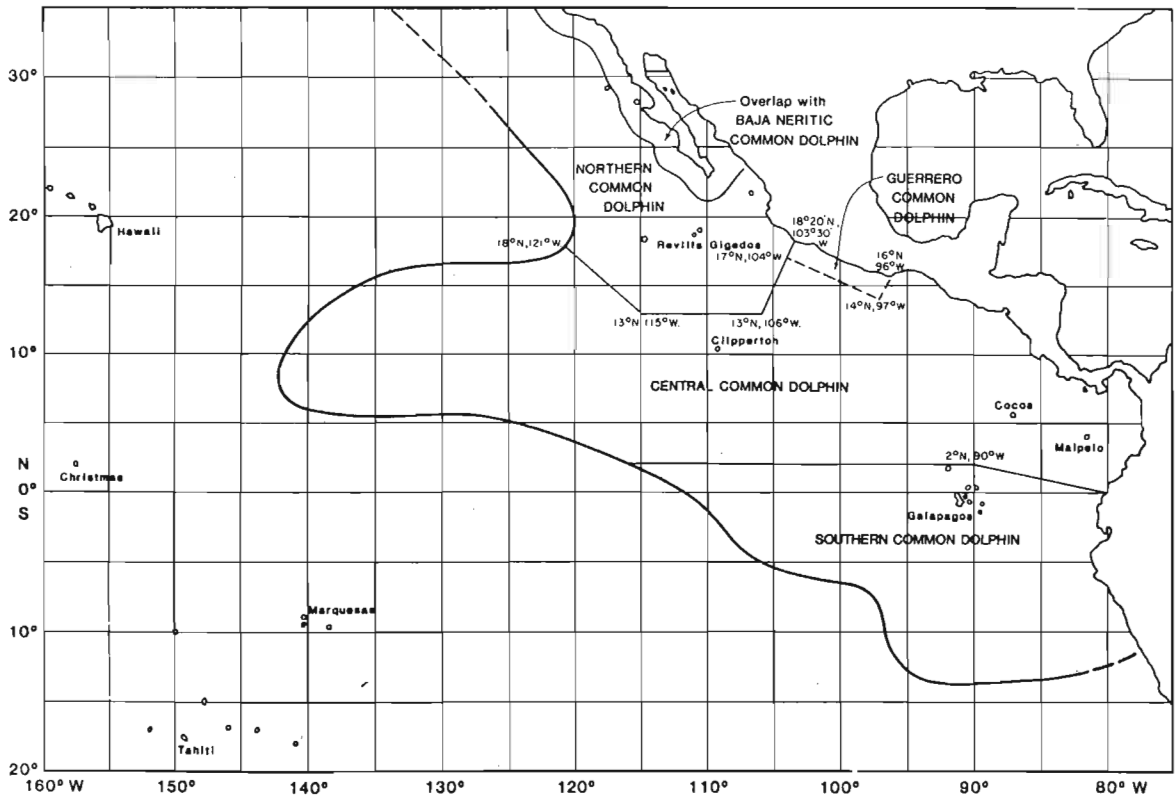 30°
20°
10°
N
0°
S
10°
20°
160° W
150°
140°
130°
120°
110°
100°
90°
80° W
Overlap with
BAJA NERITIC
COMMON DOLPHIN
NORTHERN
COMMON
DOLPHIN
GUERRERO
COMMON
DOLPHIN
Hawaii
18°N, 121°W.
Revilla Gigedos
17°N, 104°W
18°20'N,
103°30'
W
16°N
96°W
14°N, 97°W
13°N, 115°W.
13°N, 106°W.
Clipperton
CENTRAL COMMON DOLPHIN
Cocos
Malpelo
2°N, 90°W
Christmas
Galapagos
SOUTHERN COMMON DOLPHIN
Marquesas
Tahiti